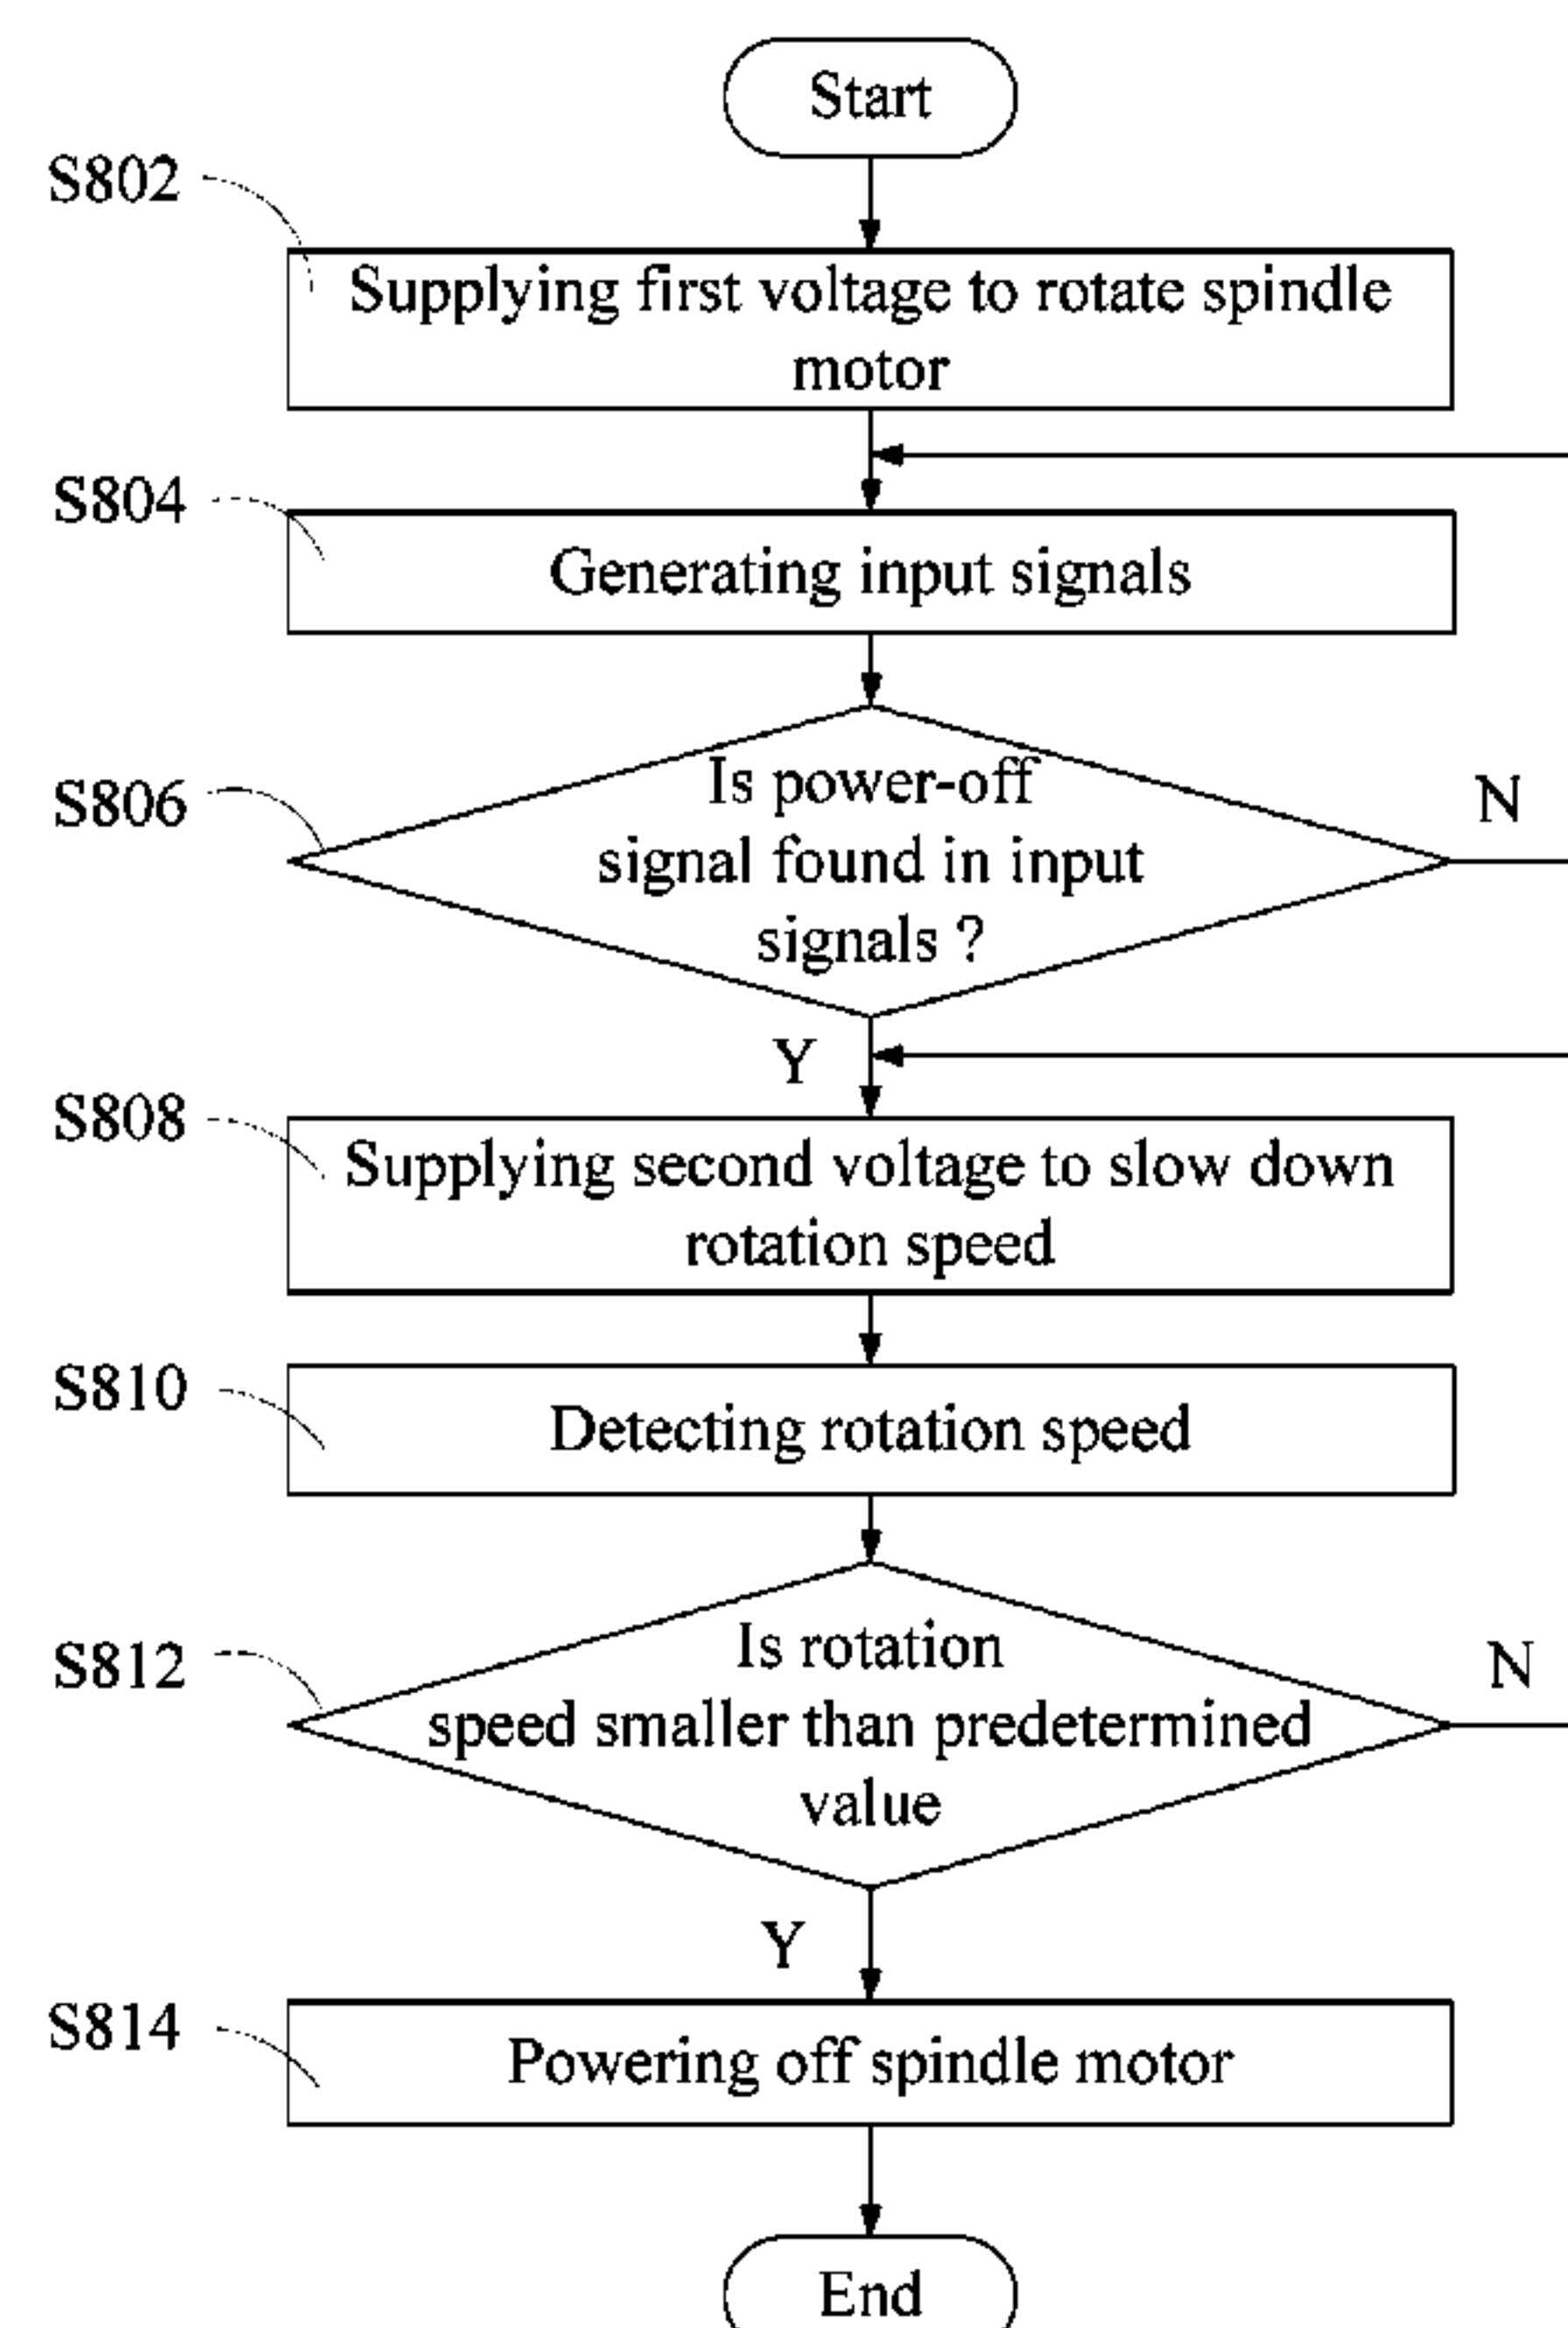 Start
S802
Supplying first voltage to rotate spindle
motor
S804
Generating input signals
S806
Is power-off
signal found in input
signals ?
N
Y
S808
Supplying second voltage to slow down
rotation speed
S810
Detecting rotation speed
S812
Is rotation
speed smaller than predetermined
value
N
Y
S814
Powering off spindle motor
End